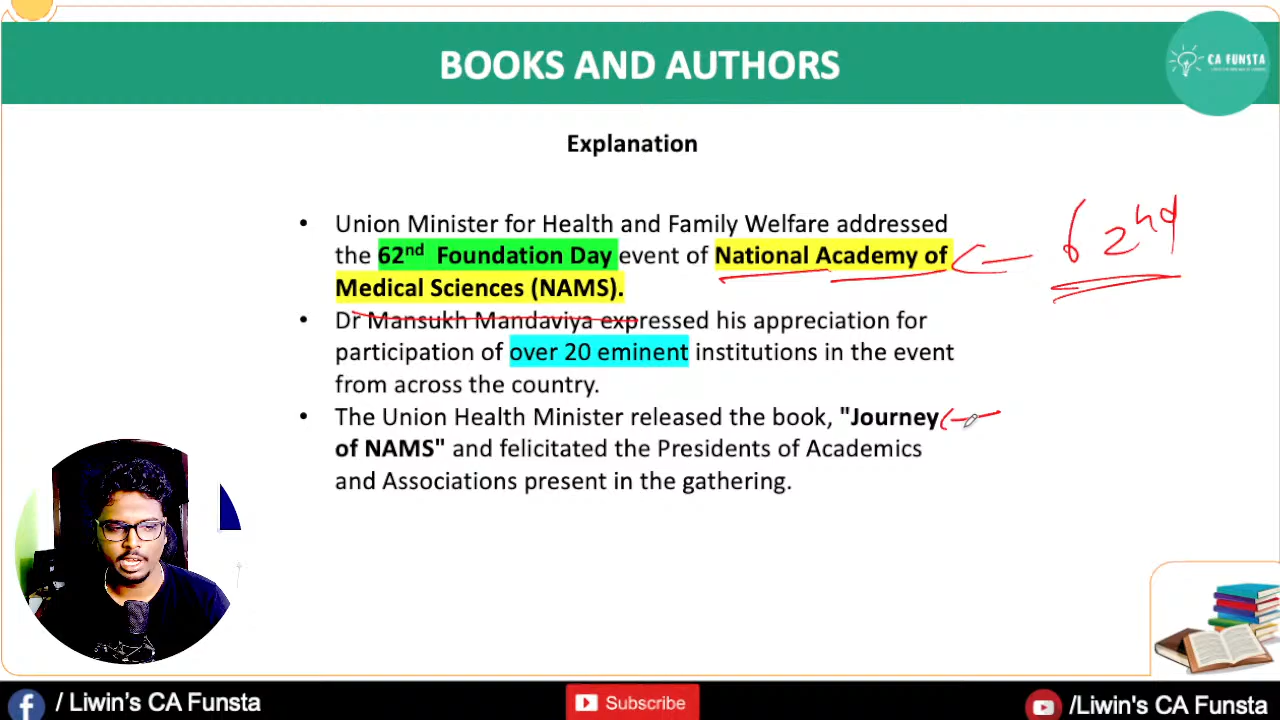 BOOKS AND AUTHORS
CA FUNSTA
Explanation
• Union Minister for Health and Family Welfare addressed
the 62nd Foundation Day event of National Academy of
Medical Sciences (NAMS).
62nd
• Dr Mansukh Mandaviya expressed his appreciation for
participation of over 20 eminent institutions in the event
from across the country.
• The Union Health Minister released the book, "Journey
of NAMS" and felicitated the Presidents of Academics
and Associations present in the gathering.
/ Liwin's CA Funsta
Subscribe
/Liwin's CA Funsta